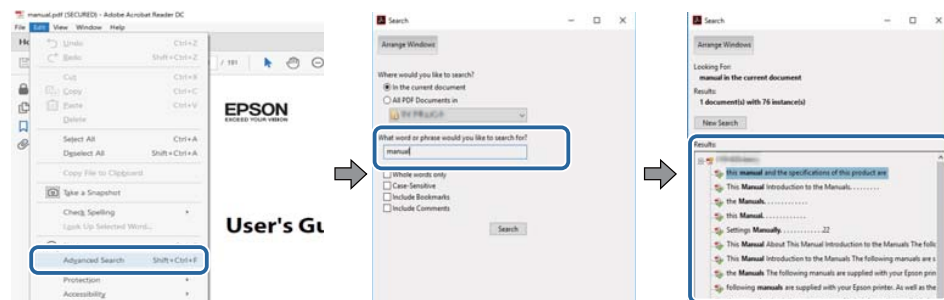 manual.pdf (SECURED) - Adobe Acrobat Reader DC
File Edit View Window Help
Undo Ctrl+Z
Redo Shift+Ctrl+Z
Cut Ctrl+X
Copy Ctrl+C
Paste Ctrl+V
Delete
Select All Ctrl+A
Deselect All Shift+Ctrl+A
Copy File to Clipboard
Take a Snapshot
Check Spelling
Look Up Selected Word...
Advanced Search Shift+Ctrl+F
Protection
Accessibility
/ 191
EPSON
EXCEED YOUR VISION
User's Gu
Search
Arrange Windows
Where would you like to search?
In the current document
All PDF Documents in
What word or phrase would you like to search for?
manual
Whole words only
Case-Sensitive
Include Bookmarks
Include Comments
Search
Search
Arrange Windows
Looking For:
manual in the current document
Results:
1 document(s) with 76 instance(s)
New Search
Results:
this manual and the specifications of this product are
This Manual Introduction to the Manuals. . . . . . . . .
the Manuals. . . . . . . . . . . . .
this Manual. . . . . . . . . . . . .
Settings Manually. . . . . . . . . . . . .22
This Manual About This Manual Introduction to the Manuals The follo
This Manual Introduction to the Manuals The following manuals are s
the Manuals The following manuals are supplied with your Epson prin
following manuals are supplied with your Epson printer. As well as the